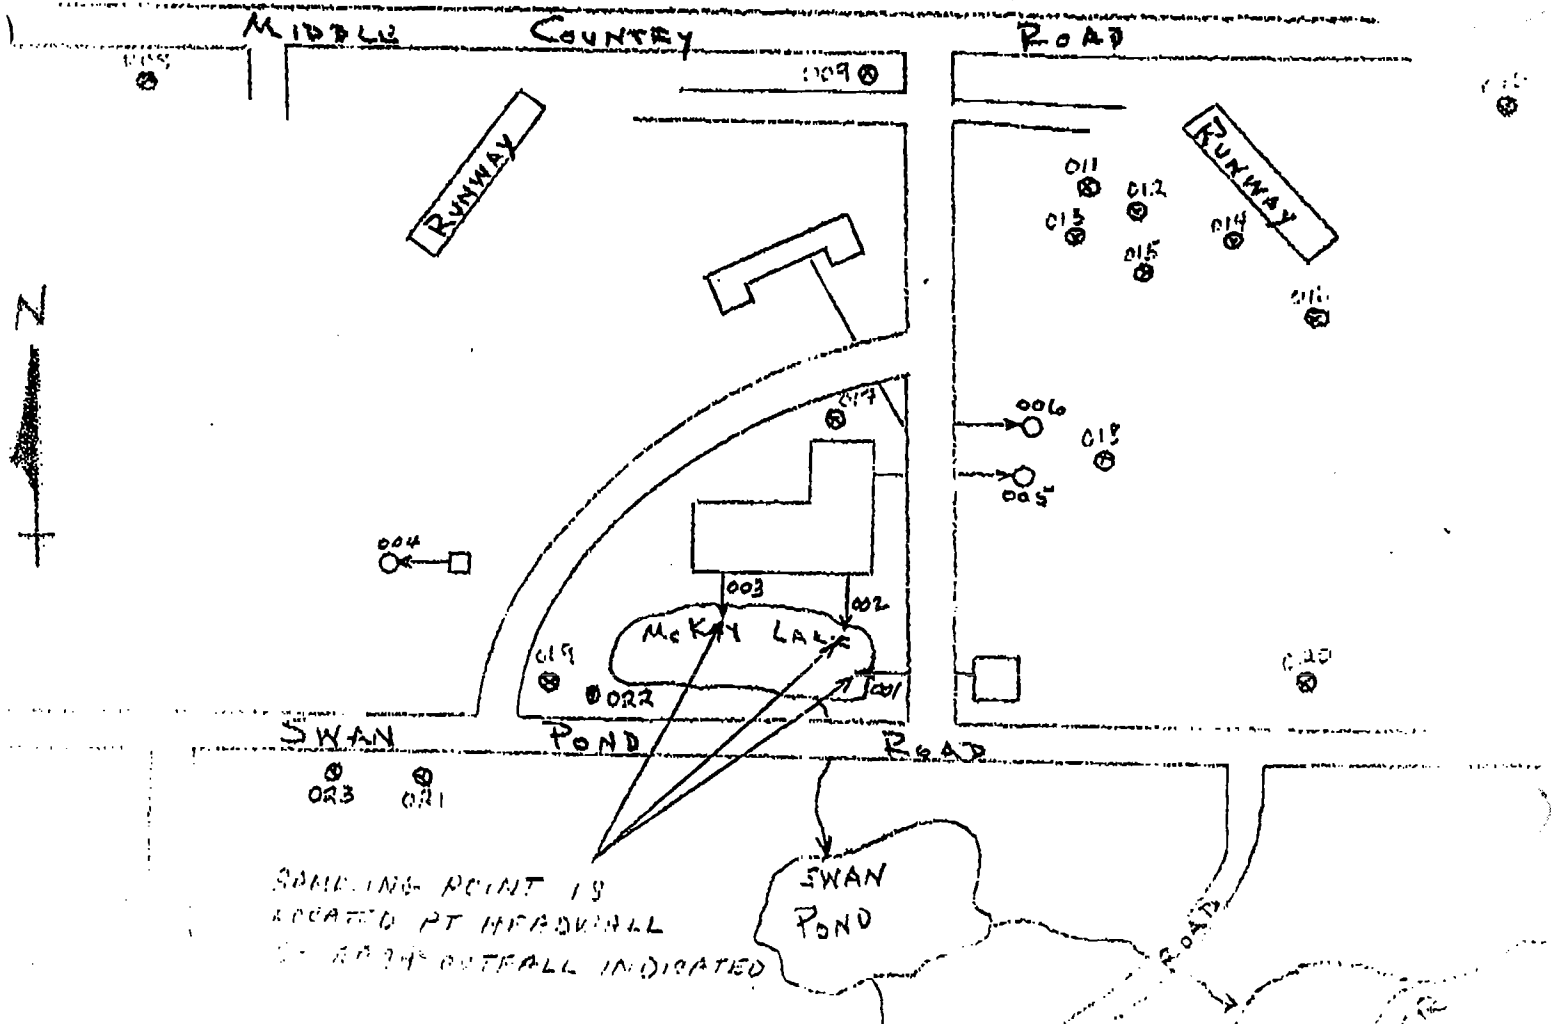 MIDDLE COUNTRY ROAD
009
RUNWAY
RUNWAY
011
012
013
014
015
016
017
006
018
005
004
003
002
McKAY LAKE
019
022
001
020
SWAN POND ROAD
023
021
SAMPLING POINT IS
LOCATED AT HEADWALL
OUTFALL INDICATED
SWAN
POND
ROAD
N